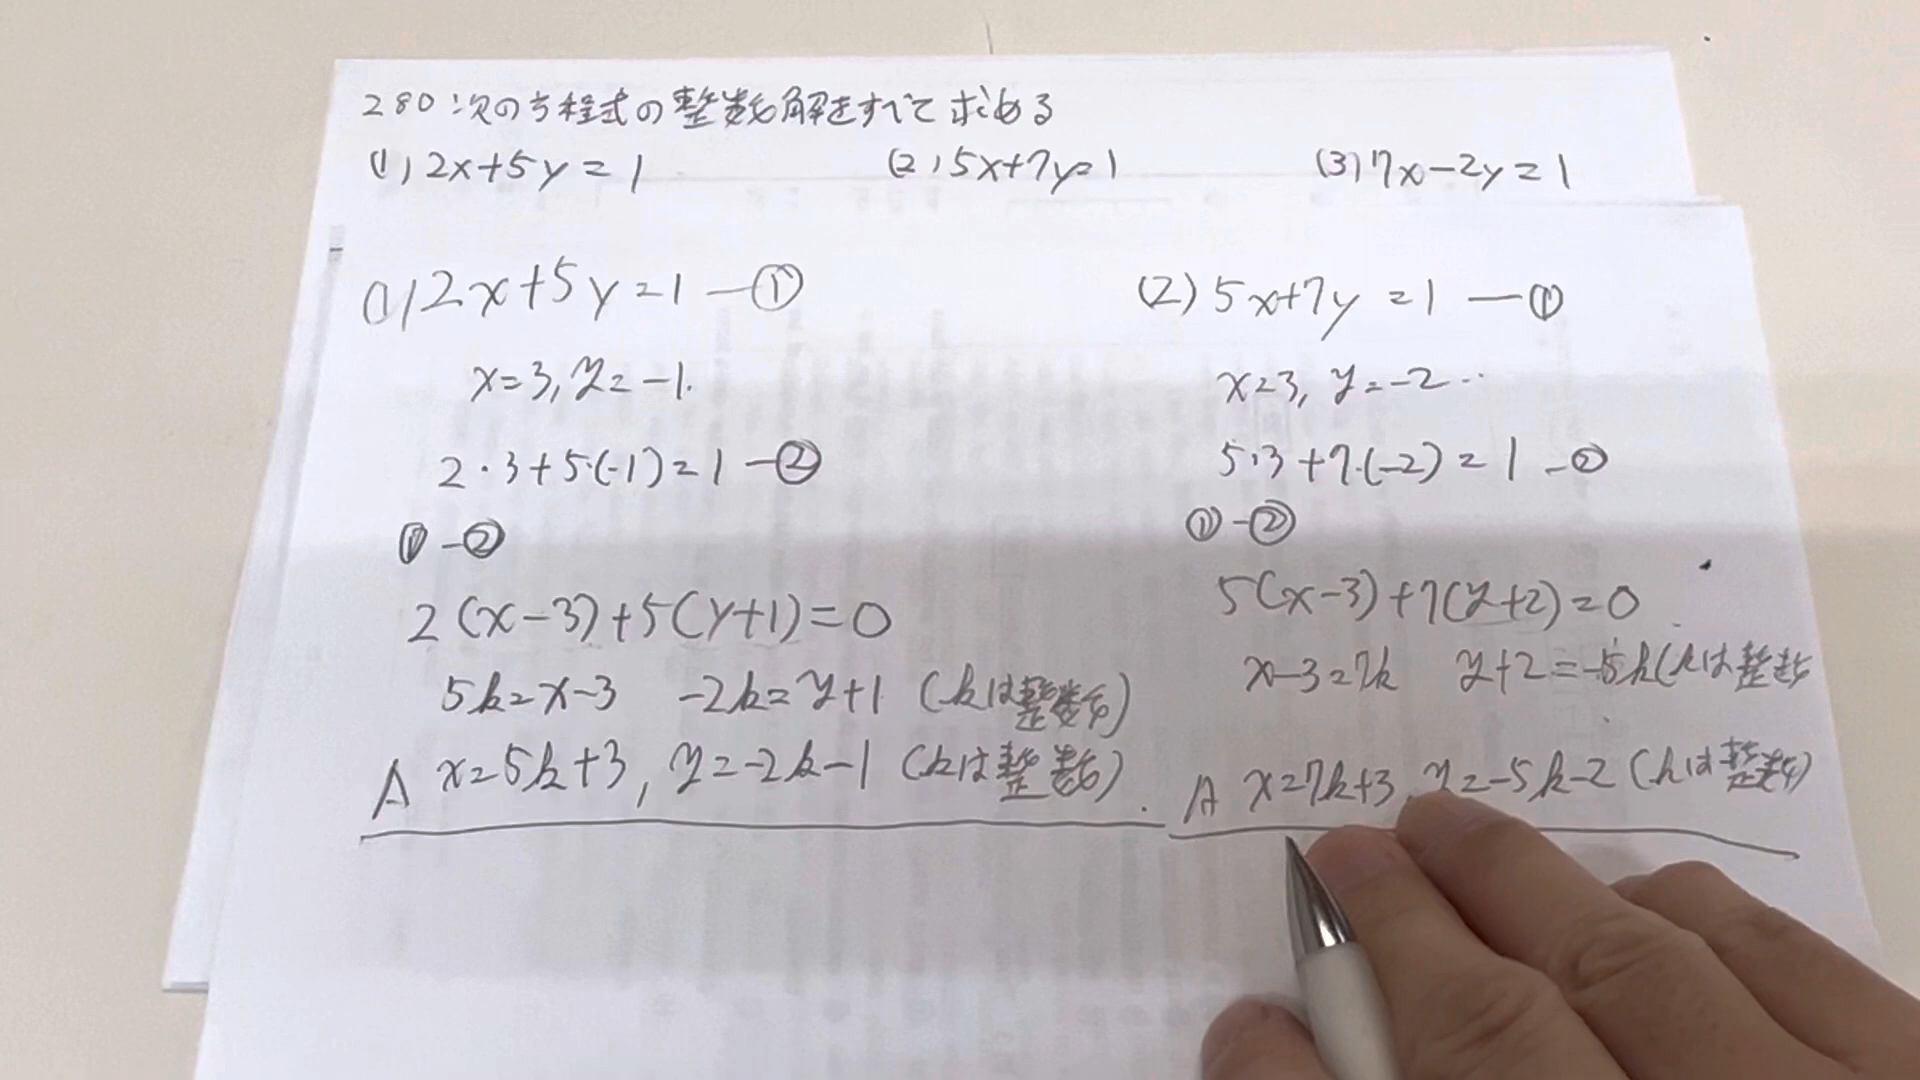 280 次の方程式の整数解をすべて求める
(1) 2x+5y=1 (2) 5x+7y=1 (3) 7x-2y=1
(1) 2x+5y=1 —①
x=3, y=-1.
2・3+5・(-1)=1 —②
①-②
2(x-3)+5(y+1)=0
5k=x-3 -2k=y+1 (kは整数)
A x=5k+3, y=-2k-1 (kは整数).
(2) 5x+7y=1 —①
x=3, y=-2
5・3+7・(-2)=1 —②
①-②
5(x-3)+7(y+2)=0
x-3=7k y+2=-5k(kは整数
A x=7k+3, y=-5k-2 (kは整数)